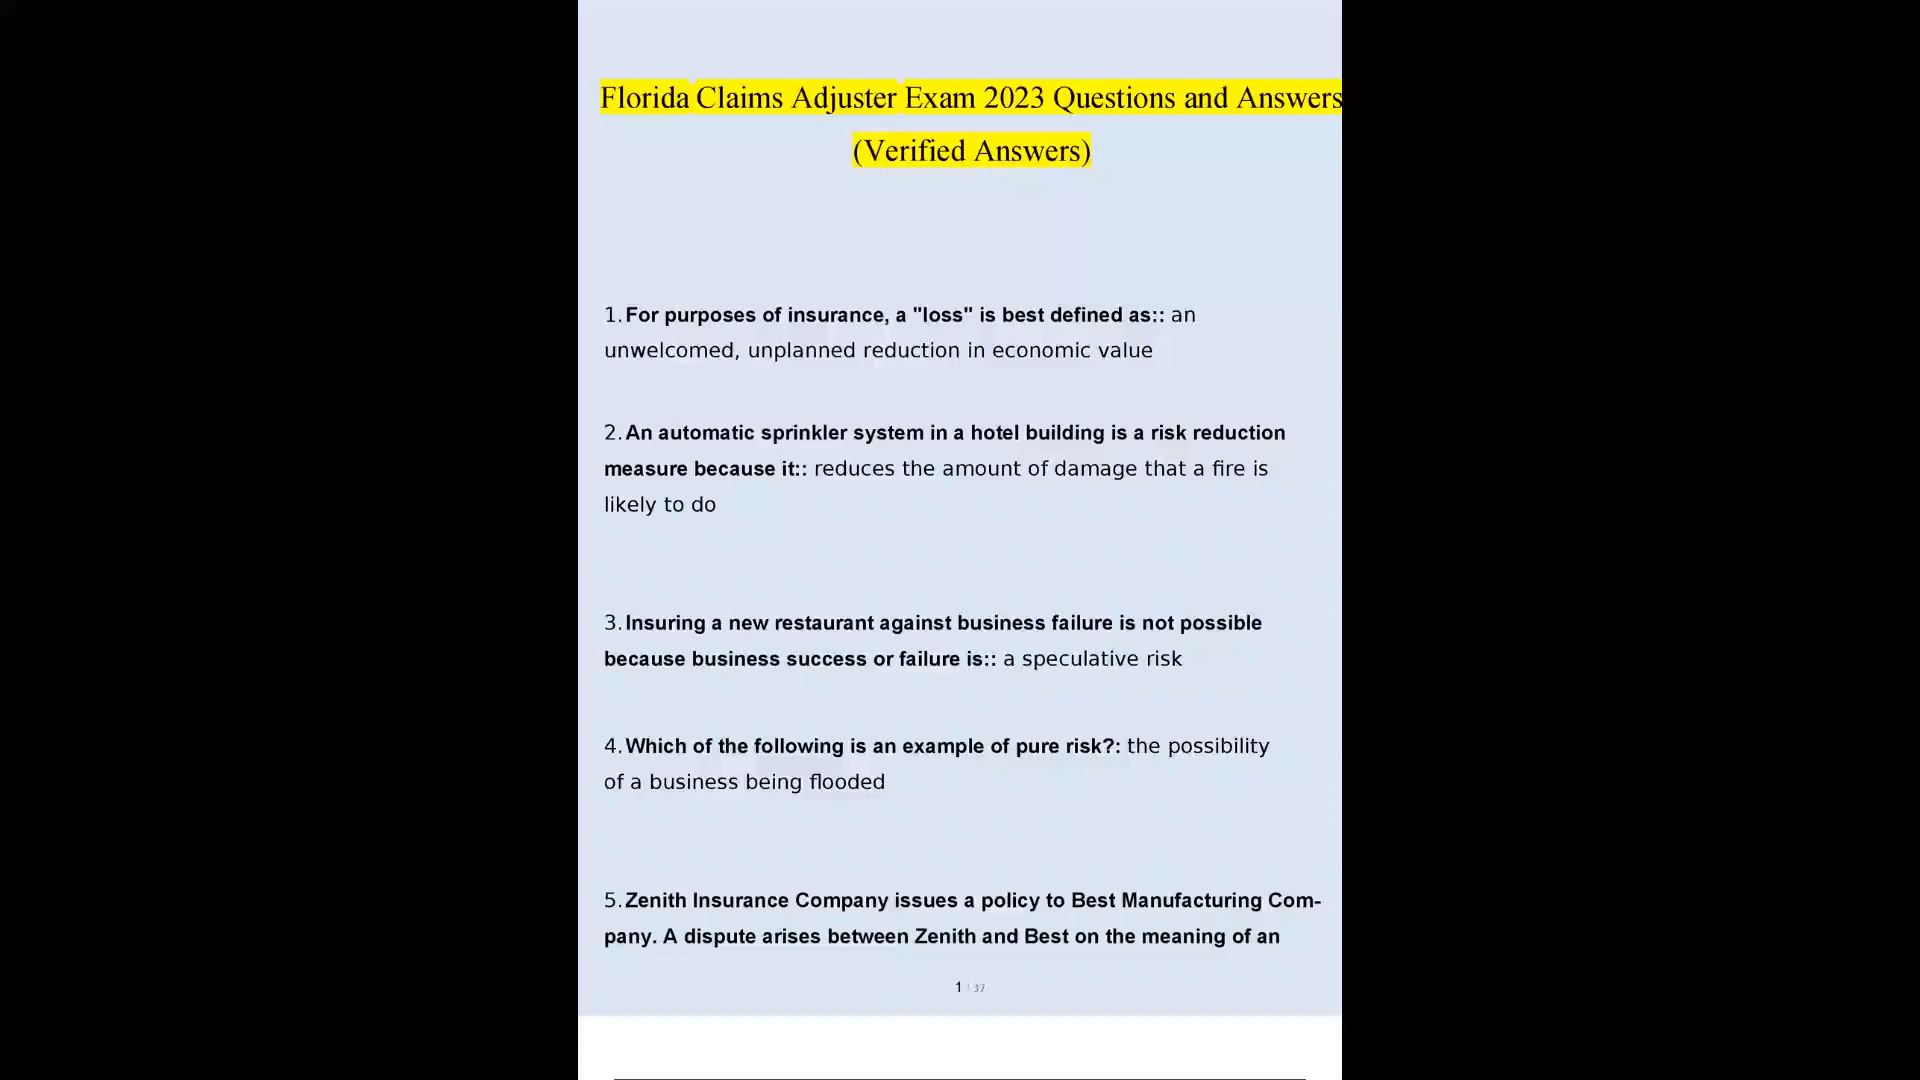 Florida Claims Adjuster Exam 2023 Questions and Answers
(Verified Answers)
1. For purposes of insurance, a "loss" is best defined as:: an
unwelcomed, unplanned reduction in economic value
2. An automatic sprinkler system in a hotel building is a risk reduction
measure because it:: reduces the amount of damage that a fire is
likely to do
3. Insuring a new restaurant against business failure is not possible
because business success or failure is:: a speculative risk
4. Which of the following is an example of pure risk?: the possibility
of a business being flooded
5. Zenith Insurance Company issues a policy to Best Manufacturing Com-
pany. A dispute arises between Zenith and Best on the meaning of an
1 / 37